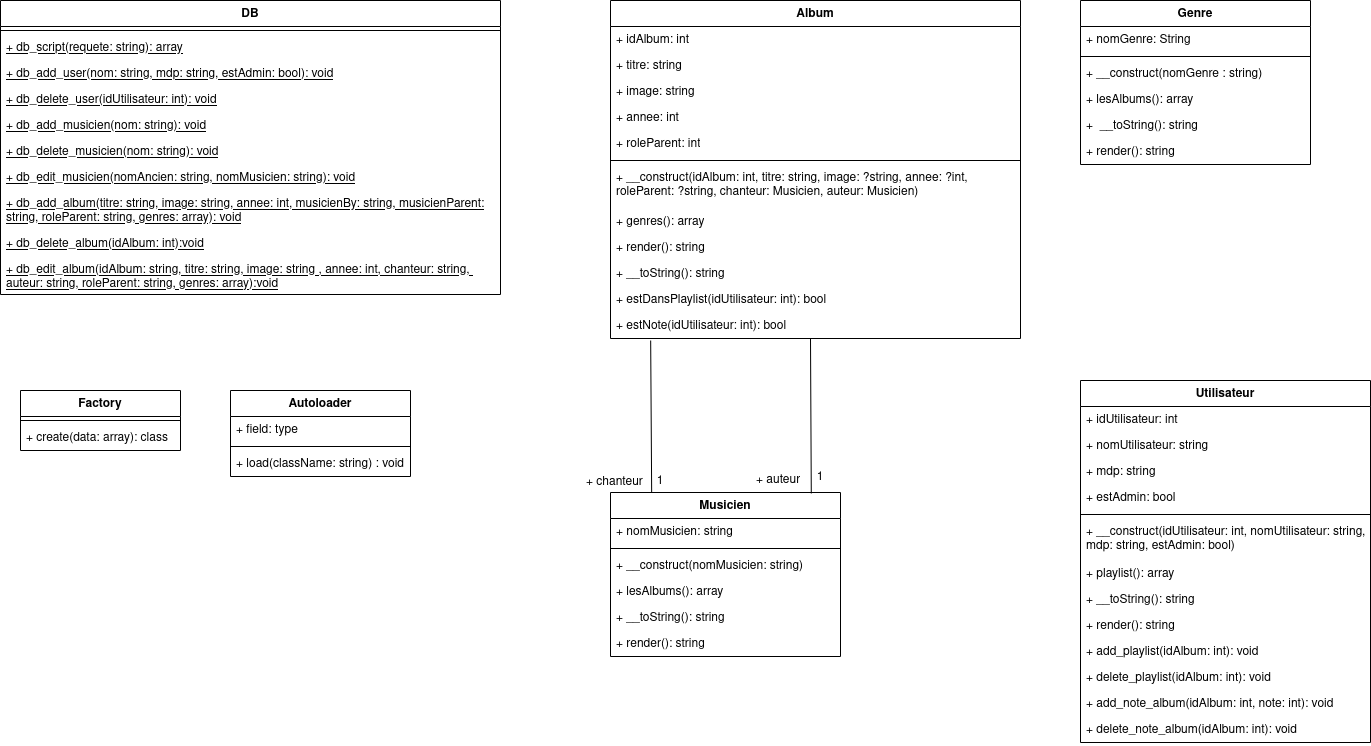 DB
+ db_script(requete: string): array
+ db_add_user(nom: string, mdp: string, estAdmin: bool): void
+ db_delete_user(idUtilisateur: int): void
+ db_add_musicien(nom: string): void
+ db_delete_musicien(nom: string): void
+ db_edit_musicien(nomAncien: string, nomMusicien: string): void
+ db_add_album(titre: string, image: string, annee: int, musicienBy: string, musicienParent:
string, roleParent: string, genres: array): void
+ db_delete_album(idAlbum: int):void
+ db_edit_album(idAlbum: string, titre: string, image: string , annee: int, chanteur: string,
auteur: string, roleParent: string, genres: array):void
Album
+ idAlbum: int
+ titre: string
+ image: string
+ annee: int
+ roleParent: int
+ __construct(idAlbum: int, titre: string, image: ?string, annee: ?int,
roleParent: ?string, chanteur: Musicien, auteur: Musicien)
+ genres(): array
+ render(): string
+ __toString(): string
+ estDansPlaylist(idUtilisateur: int): bool
+ estNote(idUtilisateur: int): bool
Genre
+ nomGenre: String
+ __construct(nomGenre : string)
+ lesAlbums(): array
+ __toString(): string
+ render(): string
Factory
+ create(data: array): class
Autoloader
+ field: type
+ load(className: string) : void
+ chanteur
1
+ auteur
1
Musicien
+ nomMusicien: string
+ __construct(nomMusicien: string)
+ lesAlbums(): array
+ __toString(): string
+ render(): string
Utilisateur
+ idUtilisateur: int
+ nomUtilisateur: string
+ mdp: string
+ estAdmin: bool
+ __construct(idUtilisateur: int, nomUtilisateur: string,
mdp: string, estAdmin: bool)
+ playlist(): array
+ __toString(): string
+ render(): string
+ add_playlist(idAlbum: int): void
+ delete_playlist(idAlbum: int): void
+ add_note_album(idAlbum: int, note: int): void
+ delete_note_album(idAlbum: int): void